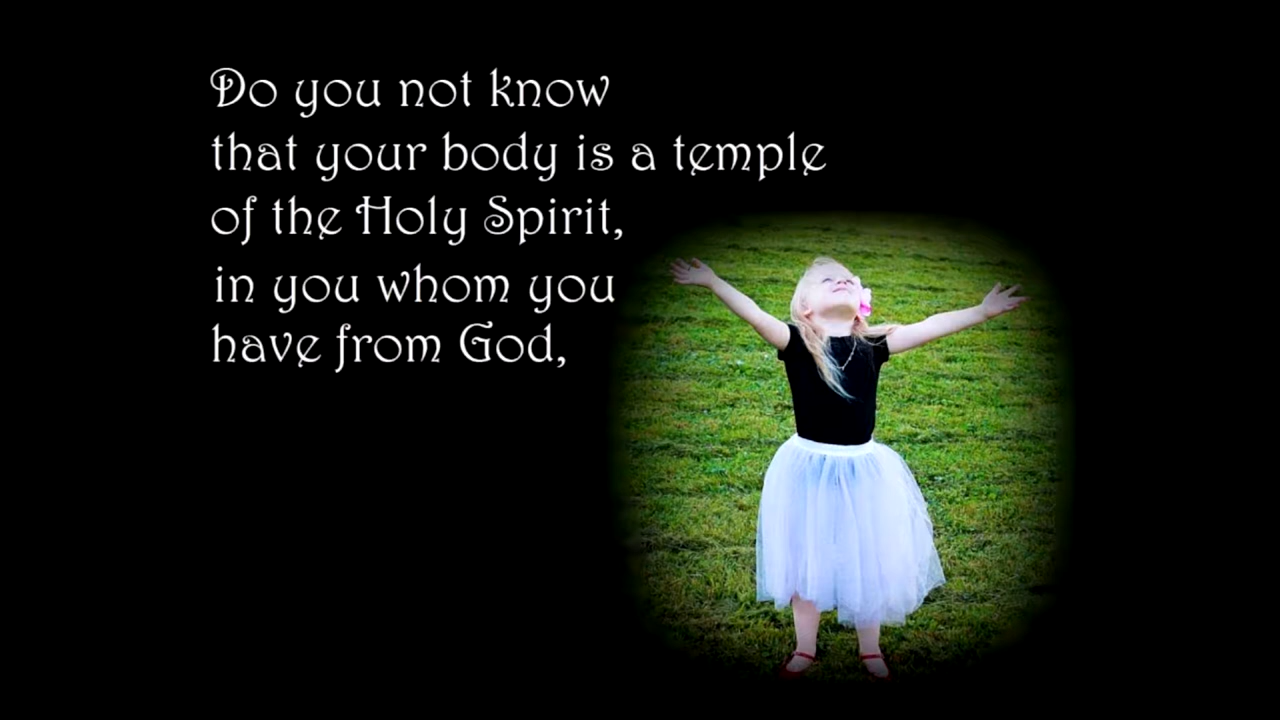 Do you not know
that your body is a temple
of the Holy Spirit,
in you whom you
have from God,